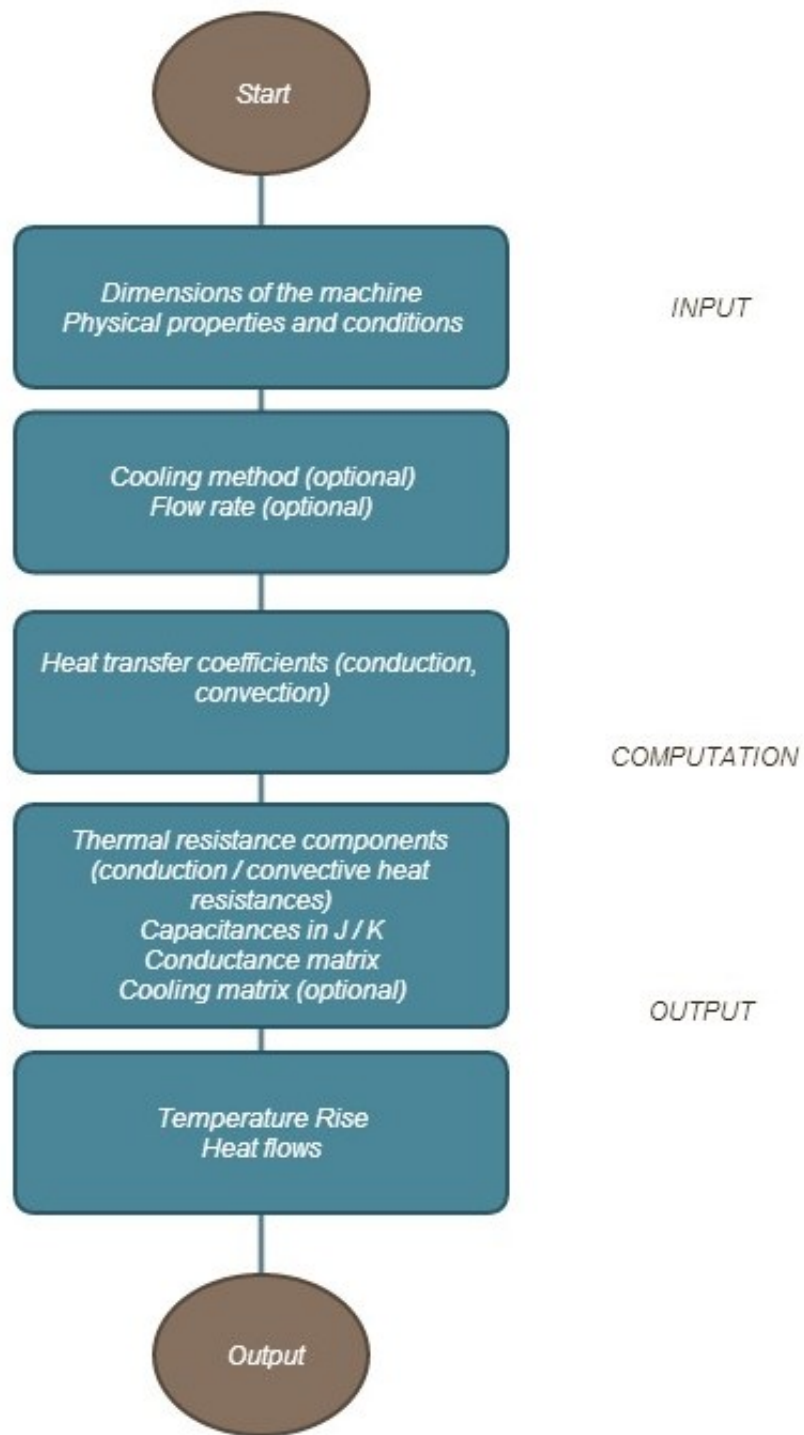 Start
Dimensions of the machine
Physical properties and conditions
INPUT
Cooling method (optional)
Flow rate (optional)
Heat transfer coefficients (conduction,
convection)
COMPUTATION
Thermal resistance components
(conduction / convective heat
resistances)
Capacitances in J / K
Conductance matrix
Cooling matrix (optional)
OUTPUT
Temperature Rise
Heat flows
Output